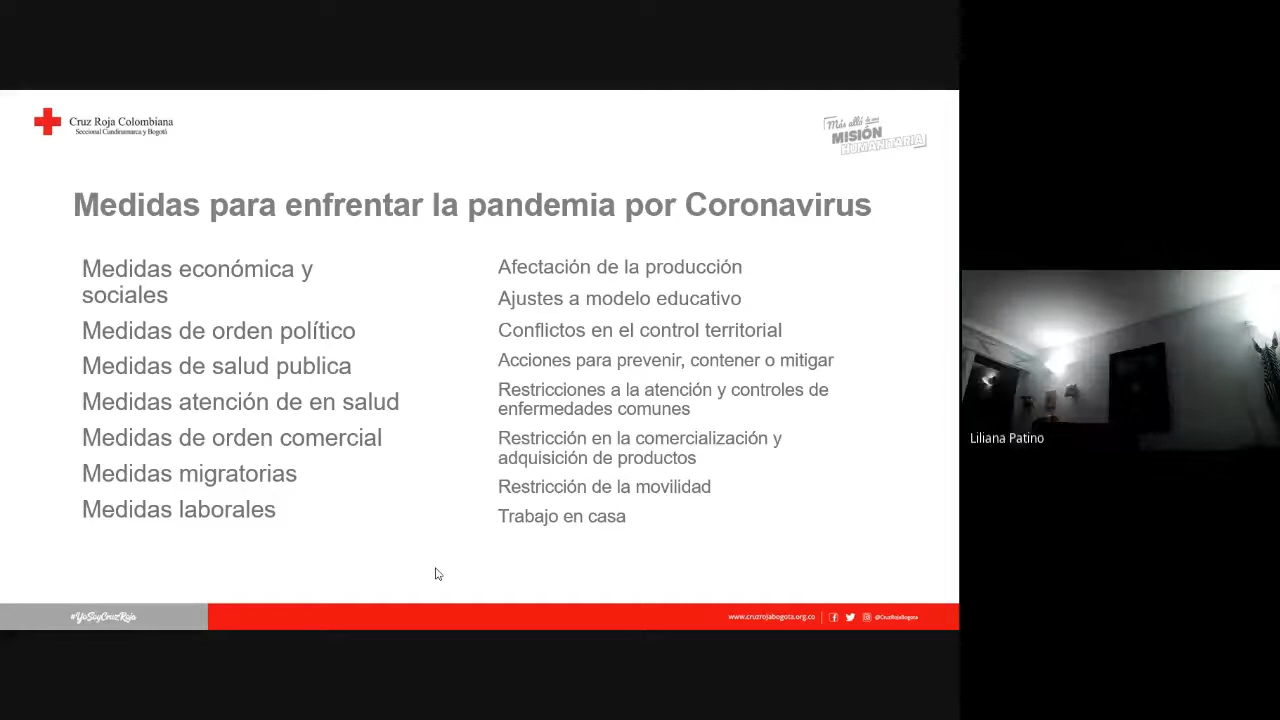 Cruz Roja Colombiana
Seccional Cundinamarca y Bogotá
Más allá de una
MISIÓN
HUMANITARIA
Medidas para enfrentar la pandemia por Coronavirus
Medidas económica y
sociales
Medidas de orden político
Medidas de salud publica
Medidas atención de en salud
Medidas de orden comercial
Medidas migratorias
Medidas laborales
Afectación de la producción
Ajustes a modelo educativo
Conflictos en el control territorial
Acciones para prevenir, contener o mitigar
Restricciones a la atención y controles de
enfermedades comunes
Restricción en la comercialización y
adquisición de productos
Restricción de la movilidad
Trabajo en casa
Liliana Patino
#YoSoyCruzRoja
www.cruzrojabogota.org.co
@CruzRojaBogota